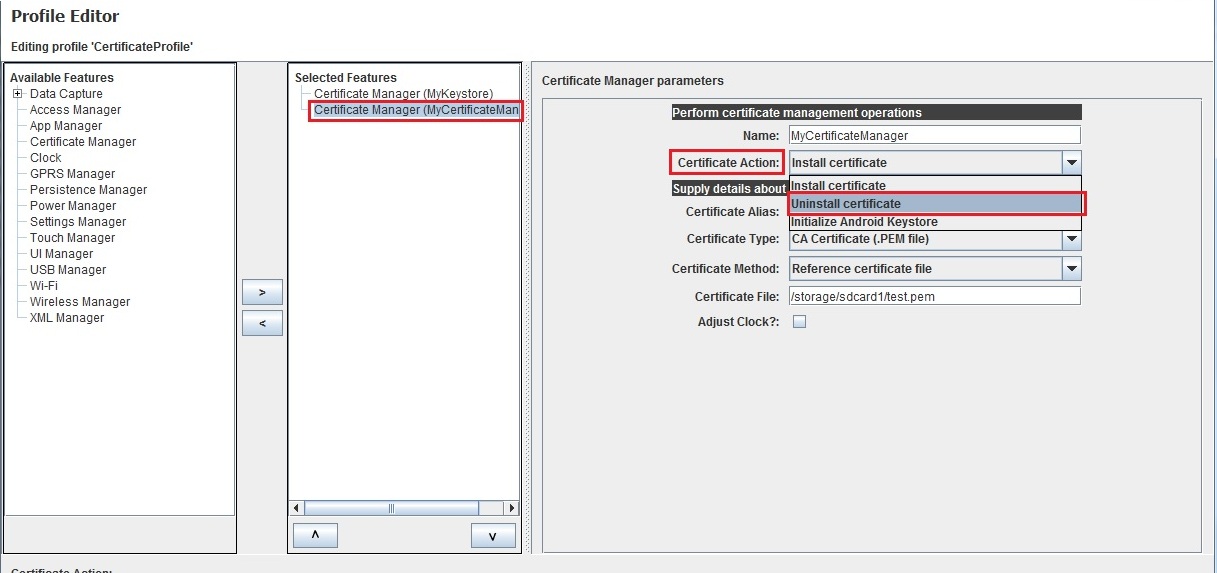 Profile Editor
Editing profile 'CertificateProfile'
Available Features
Data Capture
Access Manager
App Manager
Certificate Manager
Clock
GPRS Manager
Persistence Manager
Power Manager
Settings Manager
Touch Manager
UI Manager
USB Manager
Wi-Fi
Wireless Manager
XML Manager
>
<
Selected Features
Certificate Manager (MyKeystore)
Certificate Manager (MyCertificateMan
Certificate Manager parameters
Perform certificate management operations
Name: MyCertificateManager
Certificate Action: Install certificate
Install certificate
Supply details about
Uninstall certificate
Certificate Alias:
Initialize Android Keystore
Certificate Type: CA Certificate (.PEM file)
Certificate Method: Reference certificate file
Certificate File: /storage/sdcard1/test.pem
Adjust Clock?:
Certificate Action: